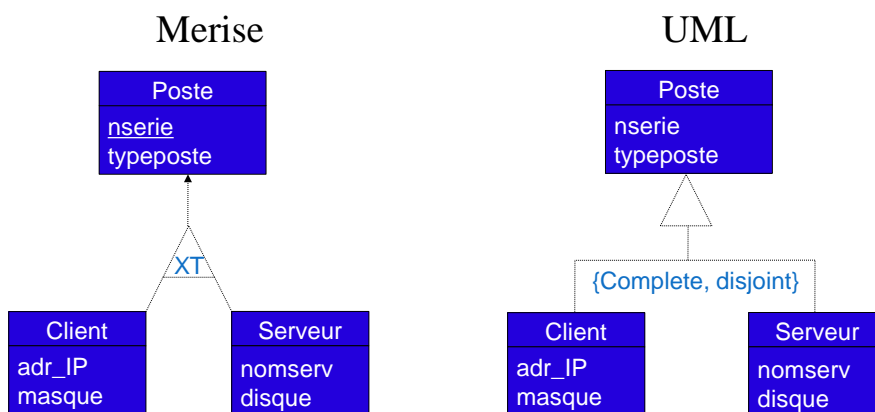 Merise
Poste
nserie
typeposte
XT
Client
adr_IP
masque
Serveur
nomserv
disque
UML
Poste
nserie
typeposte
{Complete, disjoint}
Client
adr_IP
masque
Serveur
nomserv
disque